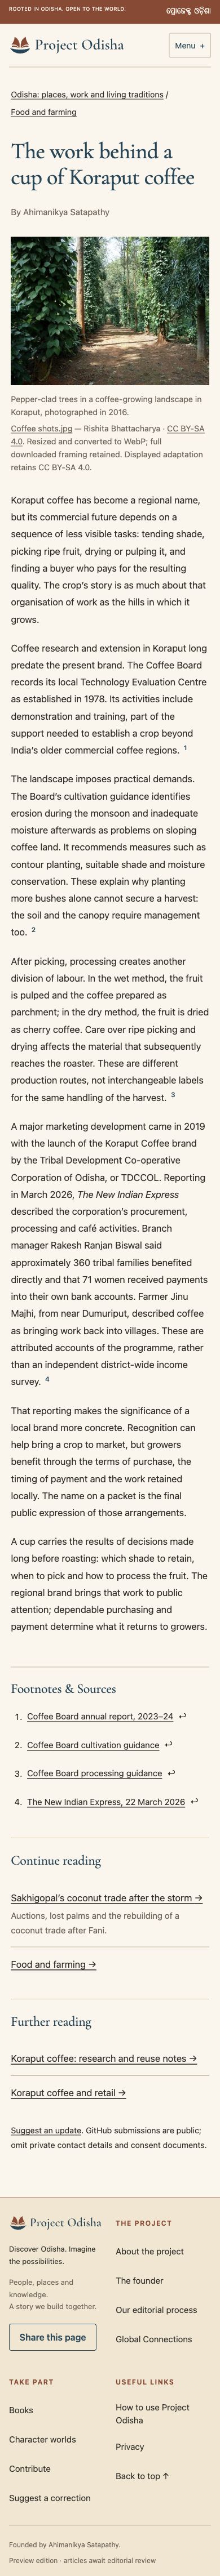 ROOTED IN ODISHA. OPEN TO THE WORLD.
ପ୍ରୋଜେକ୍ଟ ଓଡ଼ିଶା
Project Odisha
Menu +
Odisha: places, work and living traditions /
Food and farming
The work behind a
cup of Koraput coffee
By Ahimanikya Satapathy
Pepper-clad trees in a coffee-growing landscape in
Koraput, photographed in 2016.
Coffee shots.jpg — Rishita Bhattacharya · CC BY-SA
4.0. Resized and converted to WebP; full
downloaded framing retained. Displayed adaptation
retains CC BY-SA 4.0.
Koraput coffee has become a regional name,
but its commercial future depends on a
sequence of less visible tasks: tending shade,
picking ripe fruit, drying or pulping it, and
finding a buyer who pays for the resulting
quality. The crop's story is as much about that
organisation of work as the hills in which it
grows.
Coffee research and extension in Koraput long
predate the present brand. The Coffee Board
records its local Technology Evaluation Centre
as established in 1978. Its activities include
demonstration and training, part of the
support needed to establish a crop beyond
India's older commercial coffee regions. 1
The landscape imposes practical demands.
The Board's cultivation guidance identifies
erosion during the monsoon and inadequate
moisture afterwards as problems on sloping
coffee land. It recommends measures such as
contour planting, suitable shade and moisture
conservation. These explain why planting
more bushes alone cannot secure a harvest:
the soil and the canopy require management
too. 2
After picking, processing creates another
division of labour. In the wet method, the fruit
is pulped and the coffee prepared as
parchment; in the dry method, the fruit is dried
as cherry coffee. Care over ripe picking and
drying affects the material that subsequently
reaches the roaster. These are different
production routes, not interchangeable labels
for the same handling of the harvest. 3
A major marketing development came in 2019
with the launch of the Koraput Coffee brand
by the Tribal Development Co-operative
Corporation of Odisha, or TDCCOL. Reporting
in March 2026, The New Indian Express
described the corporation's procurement,
processing and café activities. Branch
manager Rakesh Ranjan Biswal said
approximately 360 tribal families benefited
directly and that 71 women received payments
into their own bank accounts. Farmer Jinu
Majhi, from near Dumuriput, described coffee
as bringing work back into villages. These are
attributed accounts of the programme, rather
than an independent district-wide income
survey. 4
That reporting makes the significance of a
local brand more concrete. Recognition can
help bring a crop to market, but growers
benefit through the terms of purchase, the
timing of payment and the work retained
locally. The name on a packet is the final
public expression of those arrangements.
A cup carries the results of decisions made
long before roasting: which shade to retain,
when to pick and how to process the fruit. The
regional brand brings that work to public
attention; dependable purchasing and
payment determine what it returns to growers.
Footnotes & Sources
1. Coffee Board annual report, 2023–24 ↩
2. Coffee Board cultivation guidance ↩
3. Coffee Board processing guidance ↩
4. The New Indian Express, 22 March 2026 ↩
Continue reading
Sakhigopal's coconut trade after the storm →
Auctions, lost palms and the rebuilding of a
coconut trade after Fani.
Food and farming →
Further reading
Koraput coffee: research and reuse notes →
Koraput coffee and retail →
Suggest an update. GitHub submissions are public;
omit private contact details and consent documents.
Project Odisha
Discover Odisha. Imagine
the possibilities.
People, places and
knowledge.
A story we build together.
Share this page
THE PROJECT
About the project
The founder
Our editorial process
Global Connections
TAKE PART
Books
Character worlds
Contribute
Suggest a correction
USEFUL LINKS
How to use Project
Odisha
Privacy
Back to top ↑
Founded by Ahimanikya Satapathy.
Preview edition · articles await editorial review